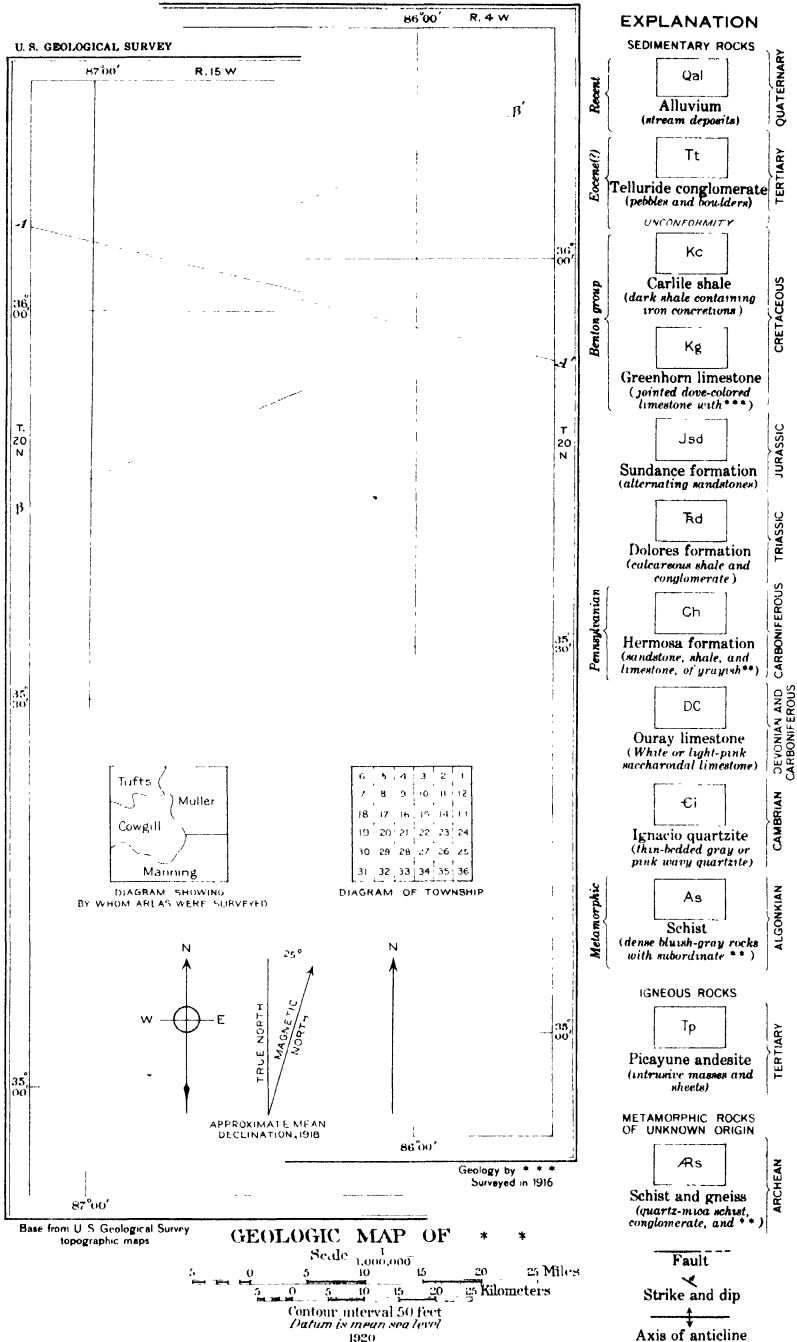 U. S. GEOLOGICAL SURVEY
86°00′ R. 4 W
87°00′ R. 15 W
B′
A
36°
00′
36
00′
A′
T.
20
N
T
20
N
B
35°
30′
35°
30′
Tufts
Muller
Cowgill
Manning
DIAGRAM SHOWING
BY WHOM AREAS WERE SURVEYED
6 5 4 3 2 1
7 8 9 10 11 12
18 17 16 15 14 13
19 20 21 22 23 24
30 29 28 27 26 25
31 32 33 34 35 36
DIAGRAM OF TOWNSHIP
N
W E
25°
TRUE NORTH
MAGNETIC
NORTH
APPROXIMATE MEAN
DECLINATION, 1918
N
35°
00′
35°
00′
86°00′
87°00′
Geology by * * *
Surveyed in 1916
Base from U S Geological Survey
topographic maps
GEOLOGIC MAP OF * *
Scale 1
1,000,000
5 0 5 10 15 20 25 Miles
5 0 5 10 15 20 25 Kilometers
Contour interval 50 feet
Datum is mean sea level
1920
EXPLANATION
SEDIMENTARY ROCKS
Qal
Alluvium
(stream deposits)
Recent
QUATERNARY
Tt
Telluride conglomerate
(pebbles and boulders)
Eocene(?)
TERTIARY
UNCONFORMITY
Kc
Carlile shale
(dark shale containing
iron concretions)
Kg
Greenhorn limestone
(jointed dove-colored
limestone with ***)
Benton group
CRETACEOUS
Jsd
Sundance formation
(alternating sandstones)
JURASSIC
Ꞓd
Dolores formation
(calcareous shale and
conglomerate)
TRIASSIC
Ch
Hermosa formation
(sandstone, shale, and
limestone, of grayish **)
Pennsylvanian
CARBONIFEROUS
DC
Ouray limestone
(White or light-pink
saccharoidal limestone)
DEVONIAN AND
CARBONIFEROUS
Єi
Ignacio quartzite
(thin-bedded gray or
pink wavy quartzite)
CAMBRIAN
As
Schist
(dense bluish-gray rocks
with subordinate **)
Metamorphic
ALGONKIAN
IGNEOUS ROCKS
Tp
Picayune andesite
(intrusive masses and
sheets)
TERTIARY
METAMORPHIC ROCKS
OF UNKNOWN ORIGIN
ARs
Schist and gneiss
(quartz-mica schist,
conglomerate, and **)
ARCHEAN
Fault
Strike and dip
Axis of anticline